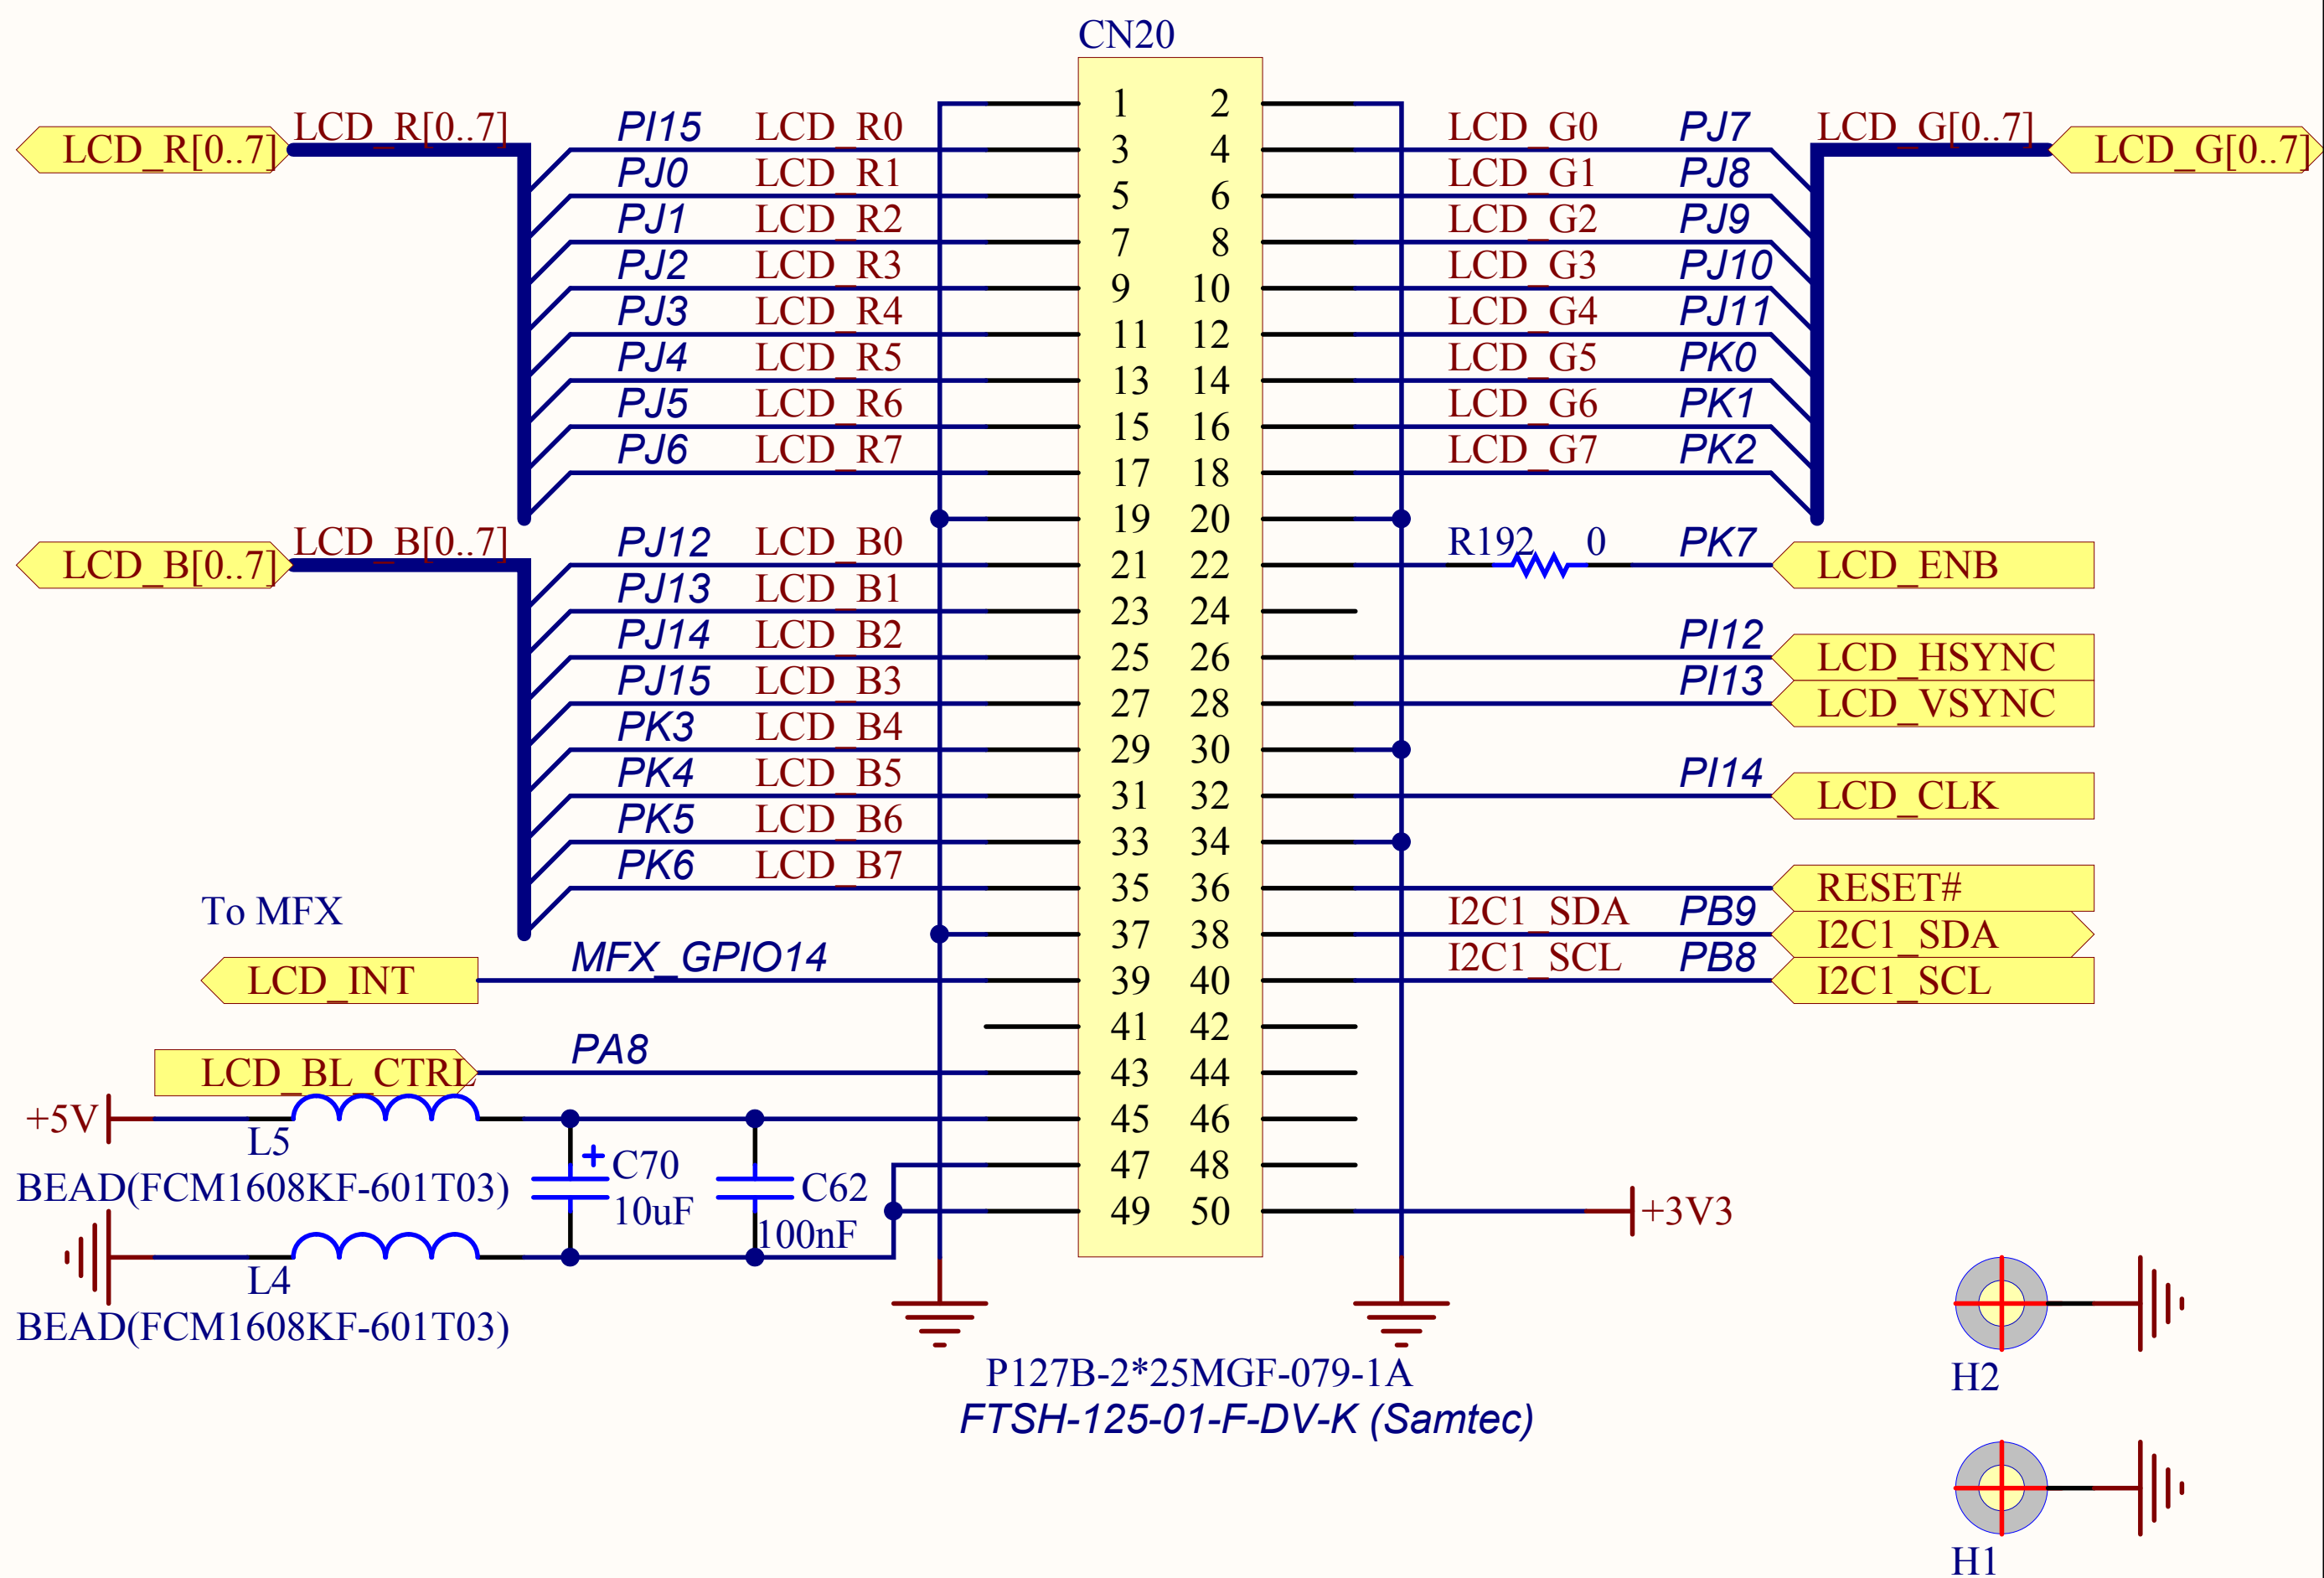 CN20
LCD_R[0..7] LCD_R[0..7]
PI15 LCD_R0 1 2 LCD_G0 PJ7
LCD_G[0..7] LCD_G[0..7]
PJ0 LCD_R1 3 4 LCD_G1 PJ8
PJ1 LCD_R2 5 6 LCD_G2 PJ9
PJ2 LCD_R3 7 8 LCD_G3 PJ10
PJ3 LCD_R4 9 10 LCD_G4 PJ11
PJ4 LCD_R5 11 12 LCD_G5 PK0
PJ5 LCD_R6 13 14 LCD_G6 PK1
PJ6 LCD_R7 15 16 LCD_G7 PK2
17 18
19 20
LCD_B[0..7] LCD_B[0..7]
PJ12 LCD_B0 21 22 R192 0 PK7 LCD_ENB
PJ13 LCD_B1 23 24
PJ14 LCD_B2 25 26 PI12 LCD_HSYNC
PJ15 LCD_B3 27 28 PI13 LCD_VSYNC
PK3 LCD_B4 29 30
PK4 LCD_B5 31 32 PI14 LCD_CLK
PK5 LCD_B6 33 34
PK6 LCD_B7 35 36 RESET#
To MFX
37 38 I2C1_SDA PB9 I2C1_SDA
LCD_INT MFX_GPIO14 39 40 I2C1_SCL PB8 I2C1_SCL
41 42
LCD_BL_CTRL PA8 43 44
+5V 45 46
L5
BEAD(FCM1608KF-601T03)
+ C70
10uF
C62
100nF
47 48
49 50 +3V3
L4
BEAD(FCM1608KF-601T03)
P127B-2*25MGF-079-1A
FTSH-125-01-F-DV-K (Samtec)
H2
H1